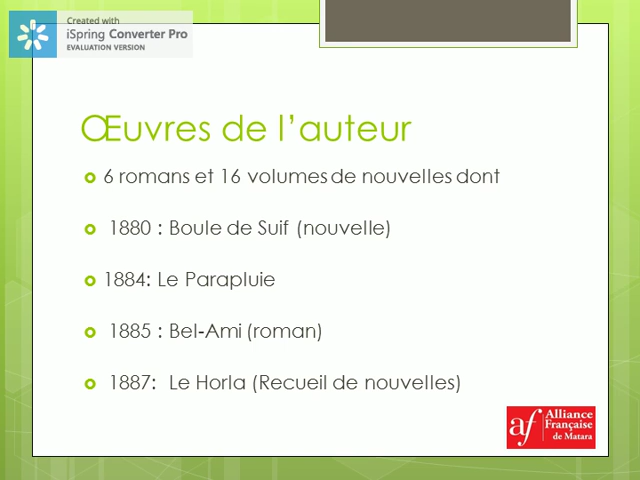 Created with
iSpring Converter Pro
EVALUATION VERSION
Œuvres de l’auteur
6 romans et 16 volumes de nouvelles dont
1880 : Boule de Suif (nouvelle)
1884: Le Parapluie
1885 : Bel-Ami (roman)
1887: Le Horla (Recueil de nouvelles)
af Alliance
Française
de Matara